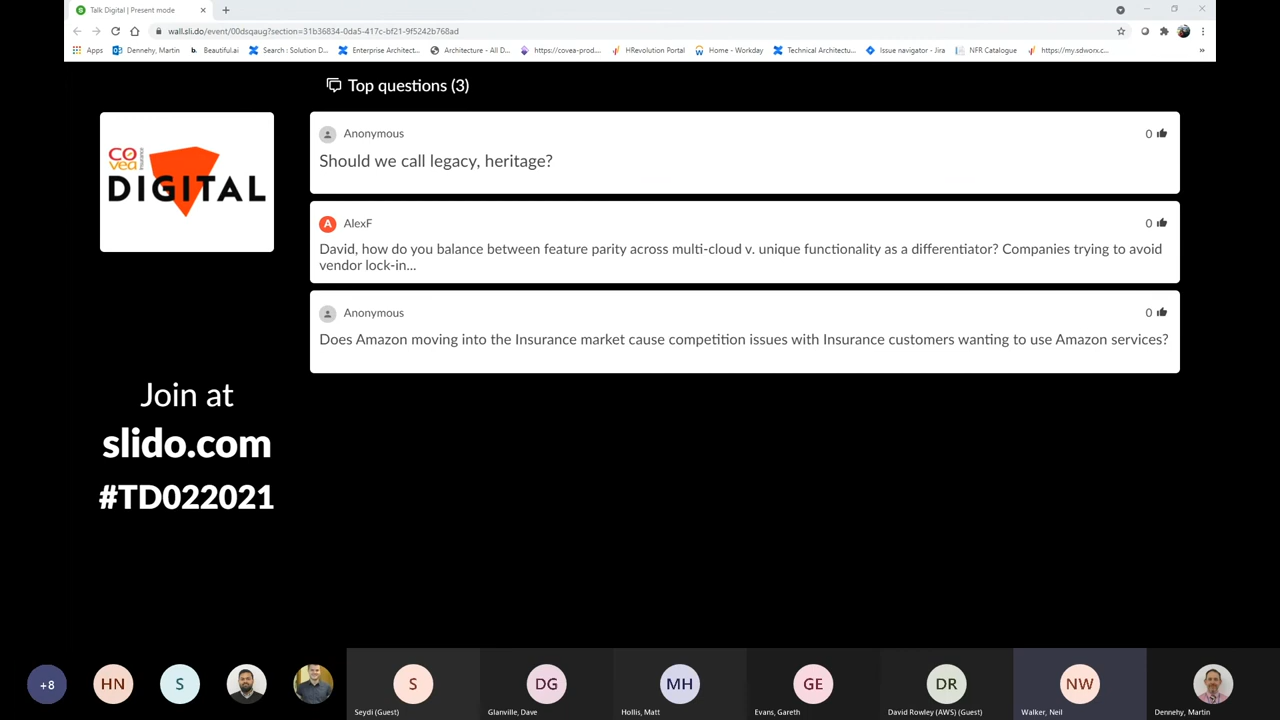 Talk Digital | Present mode
wall.sli.do/event/00dsqaug?section=31b36834-0da5-417c-bf21-9f5242b768ad
Apps
Dennehy, Martin
Beautiful.ai
Search : Solution D...
Enterprise Architect...
Architecture - All D...
https://covea-prod....
HRevolution Portal
Home - Workday
Technical Architectu...
Issue navigator - Jira
NFR Catalogue
https://my.sdworx.c...
Top questions (3)
covea insurance
DIGITAL
Anonymous
0
Should we call legacy, heritage?
A
AlexF
0
David, how do you balance between feature parity across multi-cloud v. unique functionality as a differentiator? Companies trying to avoid
vendor lock-in...
Anonymous
0
Does Amazon moving into the Insurance market cause competition issues with Insurance customers wanting to use Amazon services?
Join at
slido.com
#TD022021
+8
HN
S
S
Seydi (Guest)
DG
Glanville, Dave
MH
Hollis, Matt
GE
Evans, Gareth
DR
David Rowley (AWS) (Guest)
NW
Walker, Neil
Dennehy, Martin